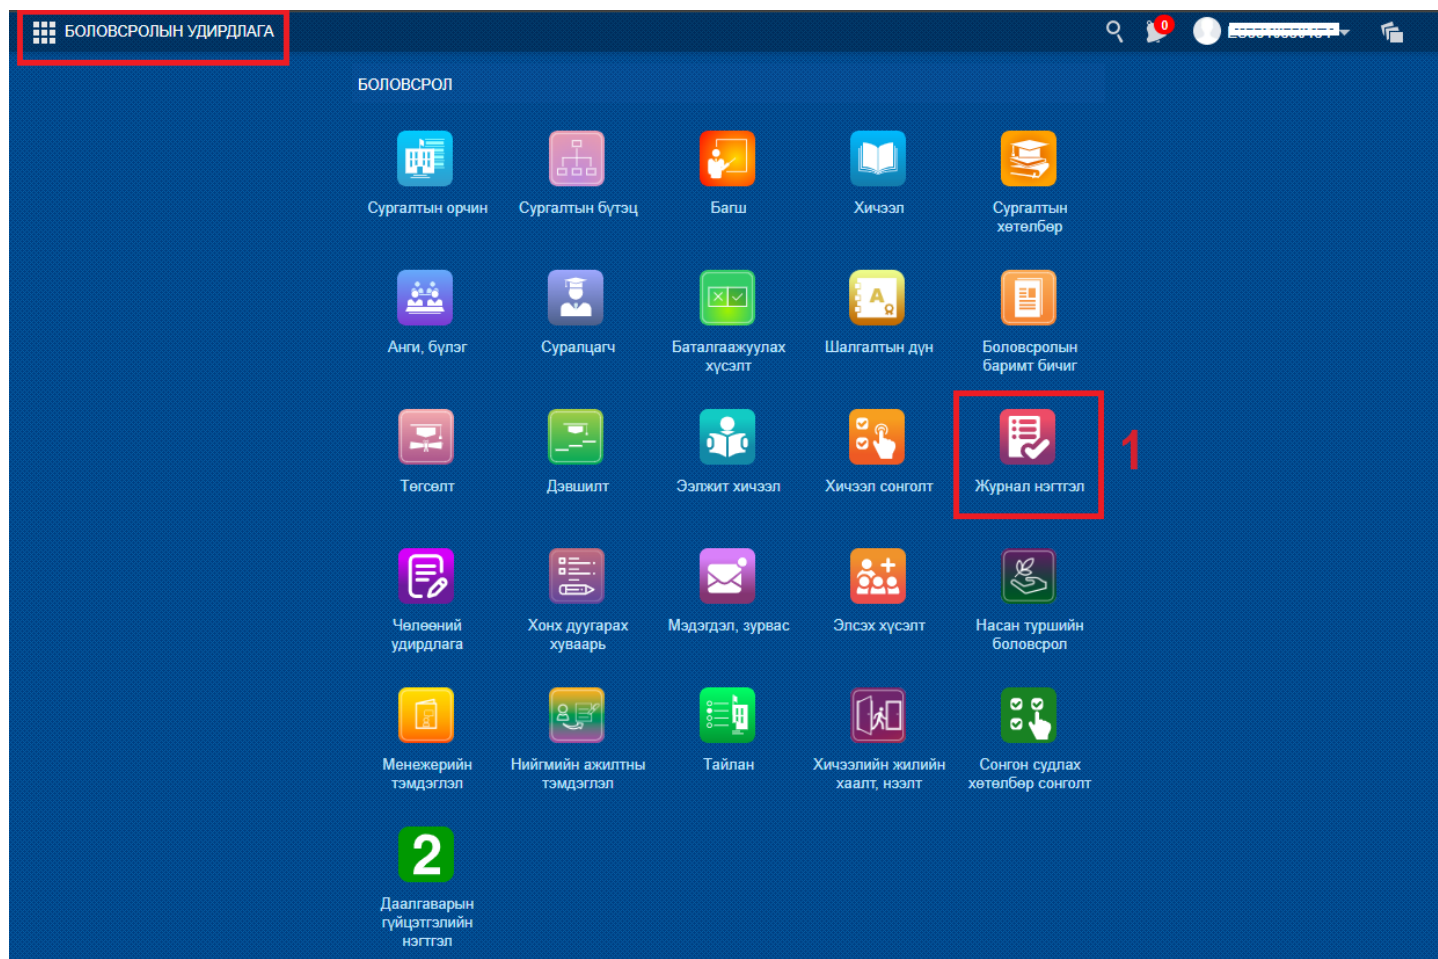 БОЛОВСРОЛЫН УДИРДЛАГА
0
БОЛОВСРОЛ
Сургалтын орчин
Сургалтын бүтэц
Багш
Хичээл
Сургалтын
хөтөлбөр
Анги, бүлэг
Суралцагч
Баталгаажуулах
хүсэлт
A
Шалгалтын дүн
Боловсролын
баримт бичиг
Төгсөлт
Дэвшилт
Ээлжит хичээл
Хичээл сонголт
Журнал нэгтгэл
1
Чөлөөний
удирдлага
Хонх дуугарах
хуваарь
Мэдэгдэл, зурвас
Элсэх хүсэлт
Насан туршийн
боловсрол
Менежерийн
тэмдэглэл
Нийгмийн ажилтны
тэмдэглэл
Тайлан
Хичээлийн жилийн
хаалт, нээлт
Сонгон судлах
хөтөлбөр сонголт
2
Даалгаварын
гүйцэтгэлийн
нэгтгэл